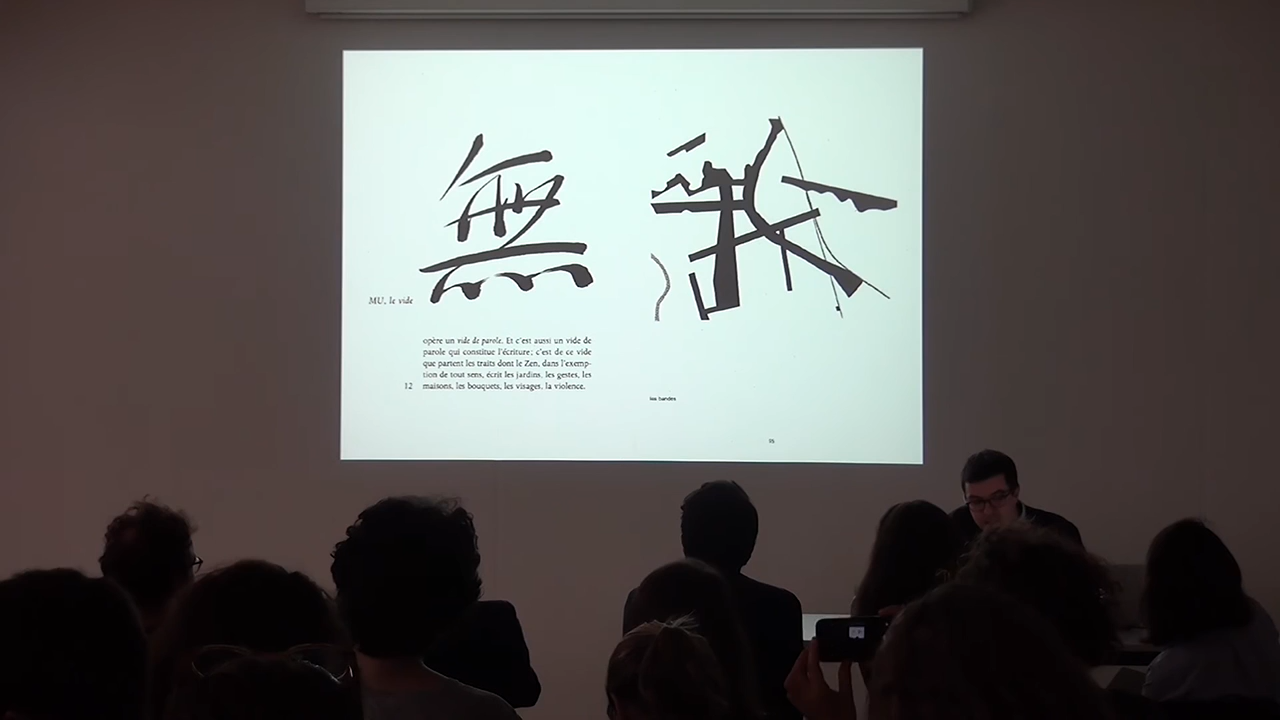 無
MU, le vide
opère un vide de parole. Et c'est aussi un vide de
parole qui constitue l'écriture; c'est de ce vide
que partent les traits dont le Zen, dans l'exemp-
tion de tout sens, écrit les jardins, les gestes, les
12 maisons, les bouquets, les visages, la violence.
les bandes